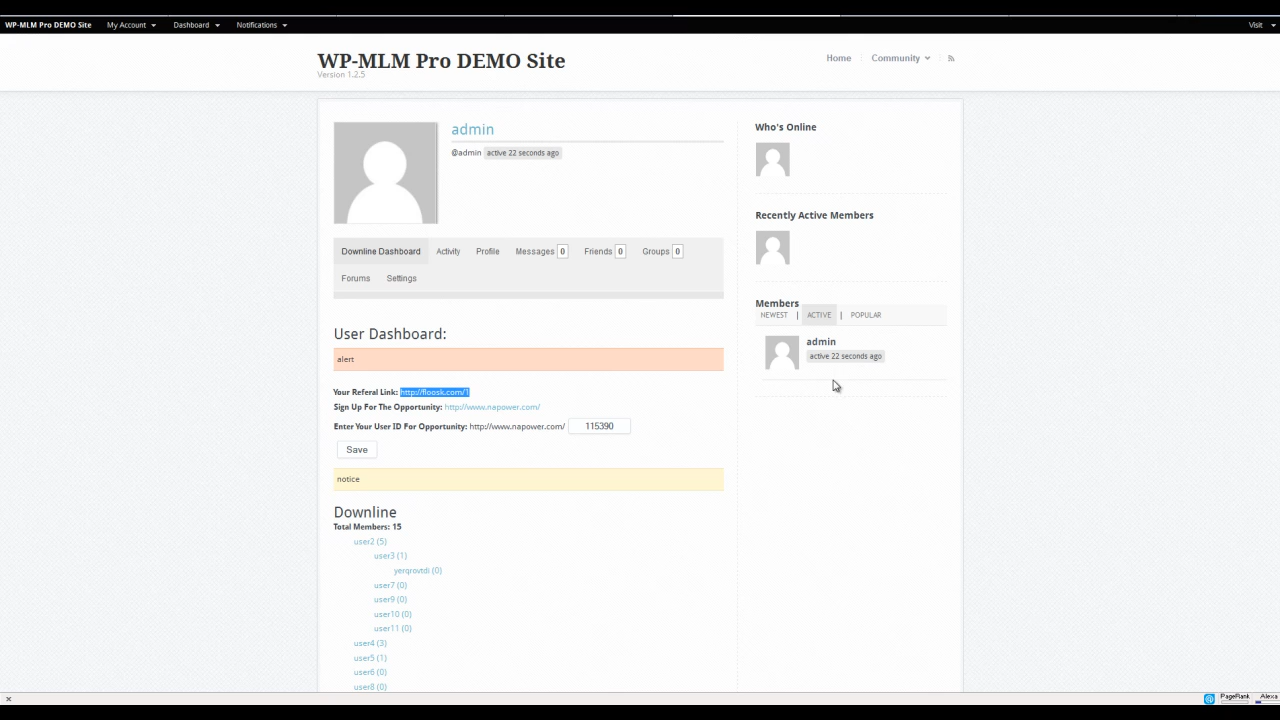 WP-MLM Pro DEMO Site My Account Dashboard Notifications Visit
WP-MLM Pro DEMO Site
Version 1.2.5
Home Community
admin
@admin active 22 seconds ago
Downline Dashboard Activity Profile Messages 0 Friends 0 Groups 0
Forums Settings
User Dashboard:
alert
Your Referal Link: http://floosk.com/1
Sign Up For The Opportunity: http://www.napower.com/
Enter Your User ID For Opportunity: http://www.napower.com/ 115390
Save
notice
Downline
Total Members: 15
user2 (5)
user3 (1)
yerqrovtdi (0)
user7 (0)
user9 (0)
user10 (0)
user11 (0)
user4 (3)
user5 (1)
user6 (0)
user8 (0)
Who's Online
Recently Active Members
Members
NEWEST | ACTIVE | POPULAR
admin
active 22 seconds ago
PageRank Alexa